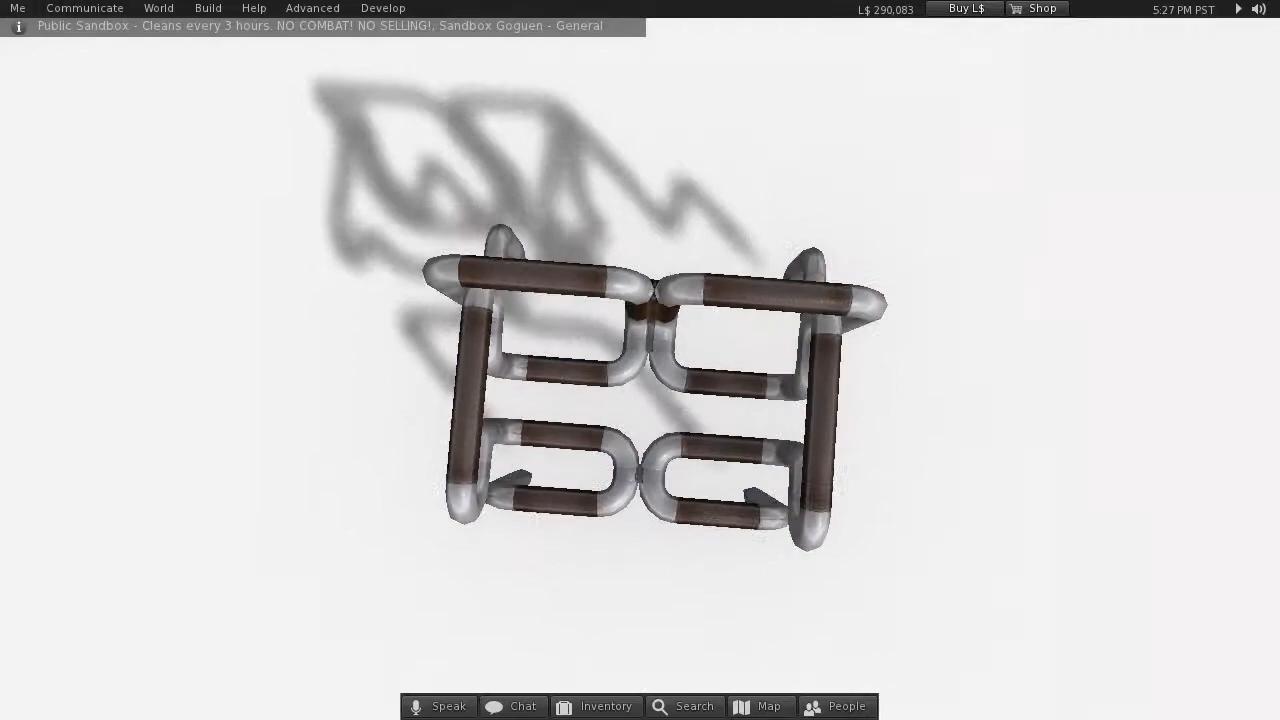 Me Communicate World Build Help Advanced Develop L$ 290,083 Buy L$ Shop 5:27 PM PST
Public Sandbox - Cleans every 3 hours. NO COMBAT! NO SELLING!, Sandbox Goguen - General
Speak Chat Inventory Search Map People